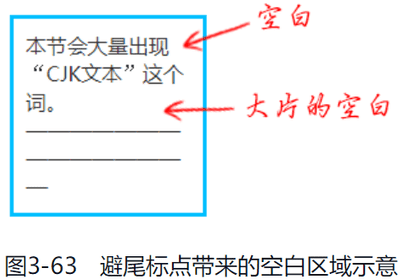 本节会大量出现
“CJK文本”这个
词。
———————
———————
—
空白
大片的空白
图3-63 避尾标点带来的空白区域示意